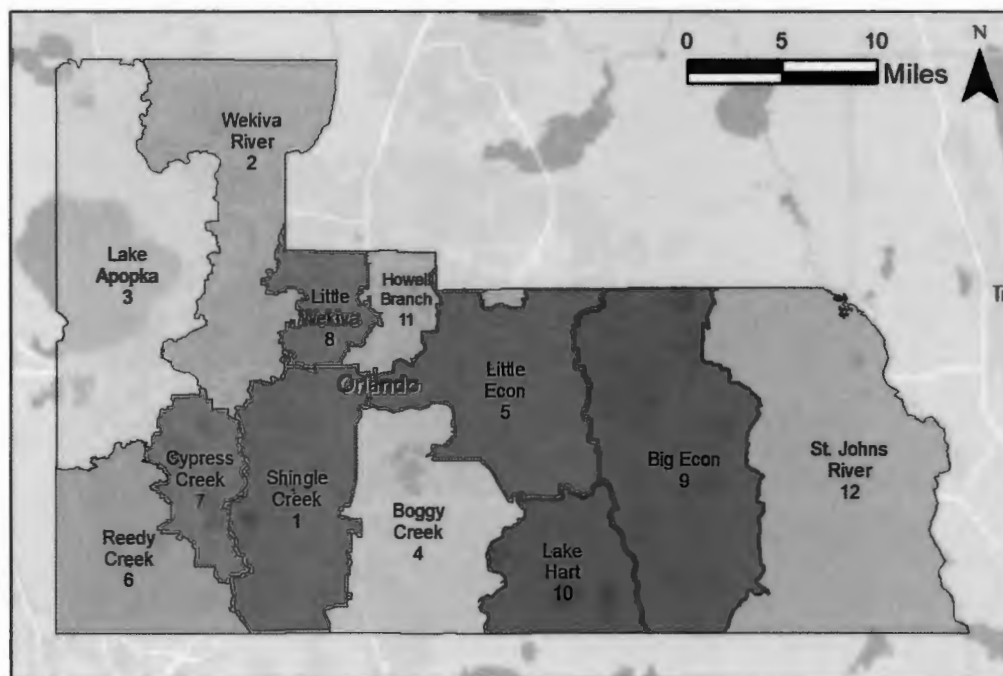 0 5 10
Miles
N
Wekiva
River
2
Lake
Apopka
3
Little
Wekiva
8
Howell
Branch
11
Orlando
Little
Econ
5
Cypress
Creek
7
Shingle
Creek
1
Big Econ
9
St. Johns
River
12
Boggy
Creek
4
Reedy
Creek
6
Lake
Hart
10